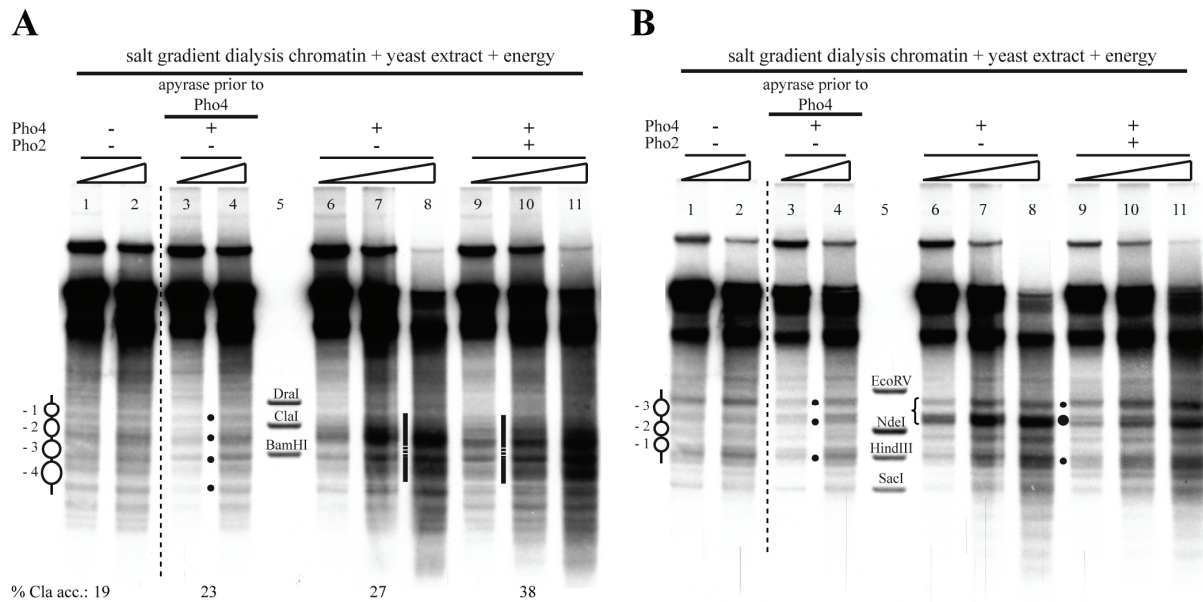 A
salt gradient dialysis chromatin + yeast extract + energy
apyrase prior to
Pho4
Pho4 - + + +
Pho2 - - - +
1 2 3 4 5 6 7 8 9 10 11
DraI
- 1
ClaI
- 2
BamHI
- 3
- 4
% Cla acc.: 19 23 27 38
B
salt gradient dialysis chromatin + yeast extract + energy
apyrase prior to
Pho4
Pho4 - + + +
Pho2 - - - +
1 2 3 4 5 6 7 8 9 10 11
EcoRV
- 3
NdeI
- 2
- 1
HindIII
SacI